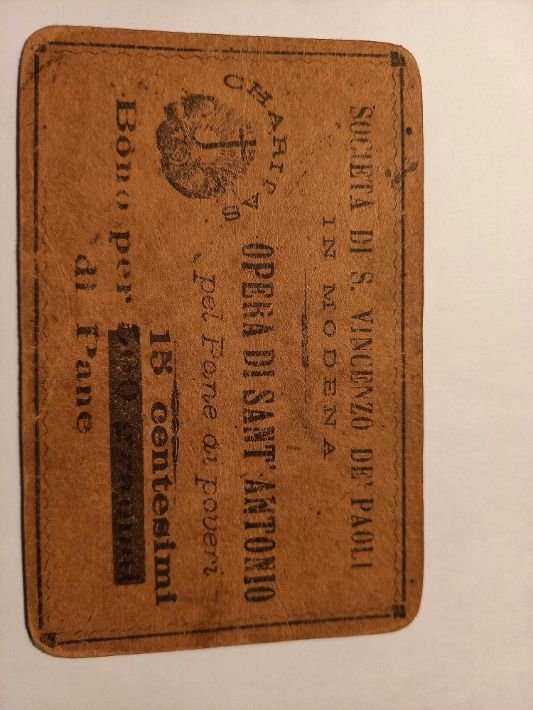 SOCIETÀ DI S. VINCENZO DE' PAOLI
IN MODENA
CHARITAS
OPERA DI SANT'ANTONIO
pel Pane ai poveri
15 centesimi
Bono per
di Pane